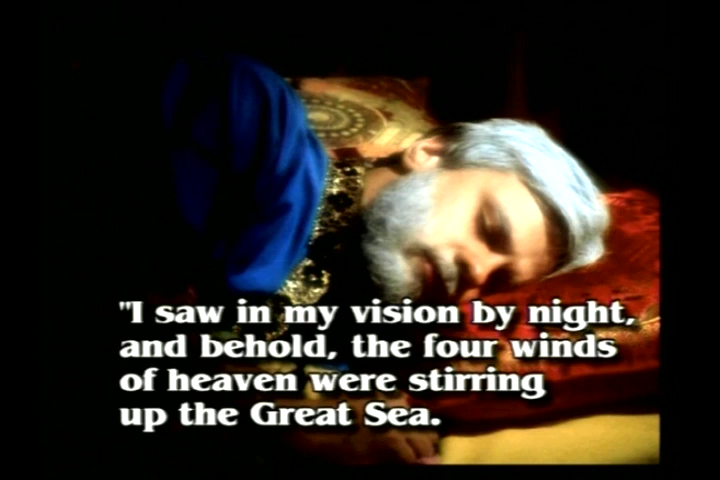 "I saw in my vision by night,
and behold, the four winds
of heaven were stirring
up the Great Sea.